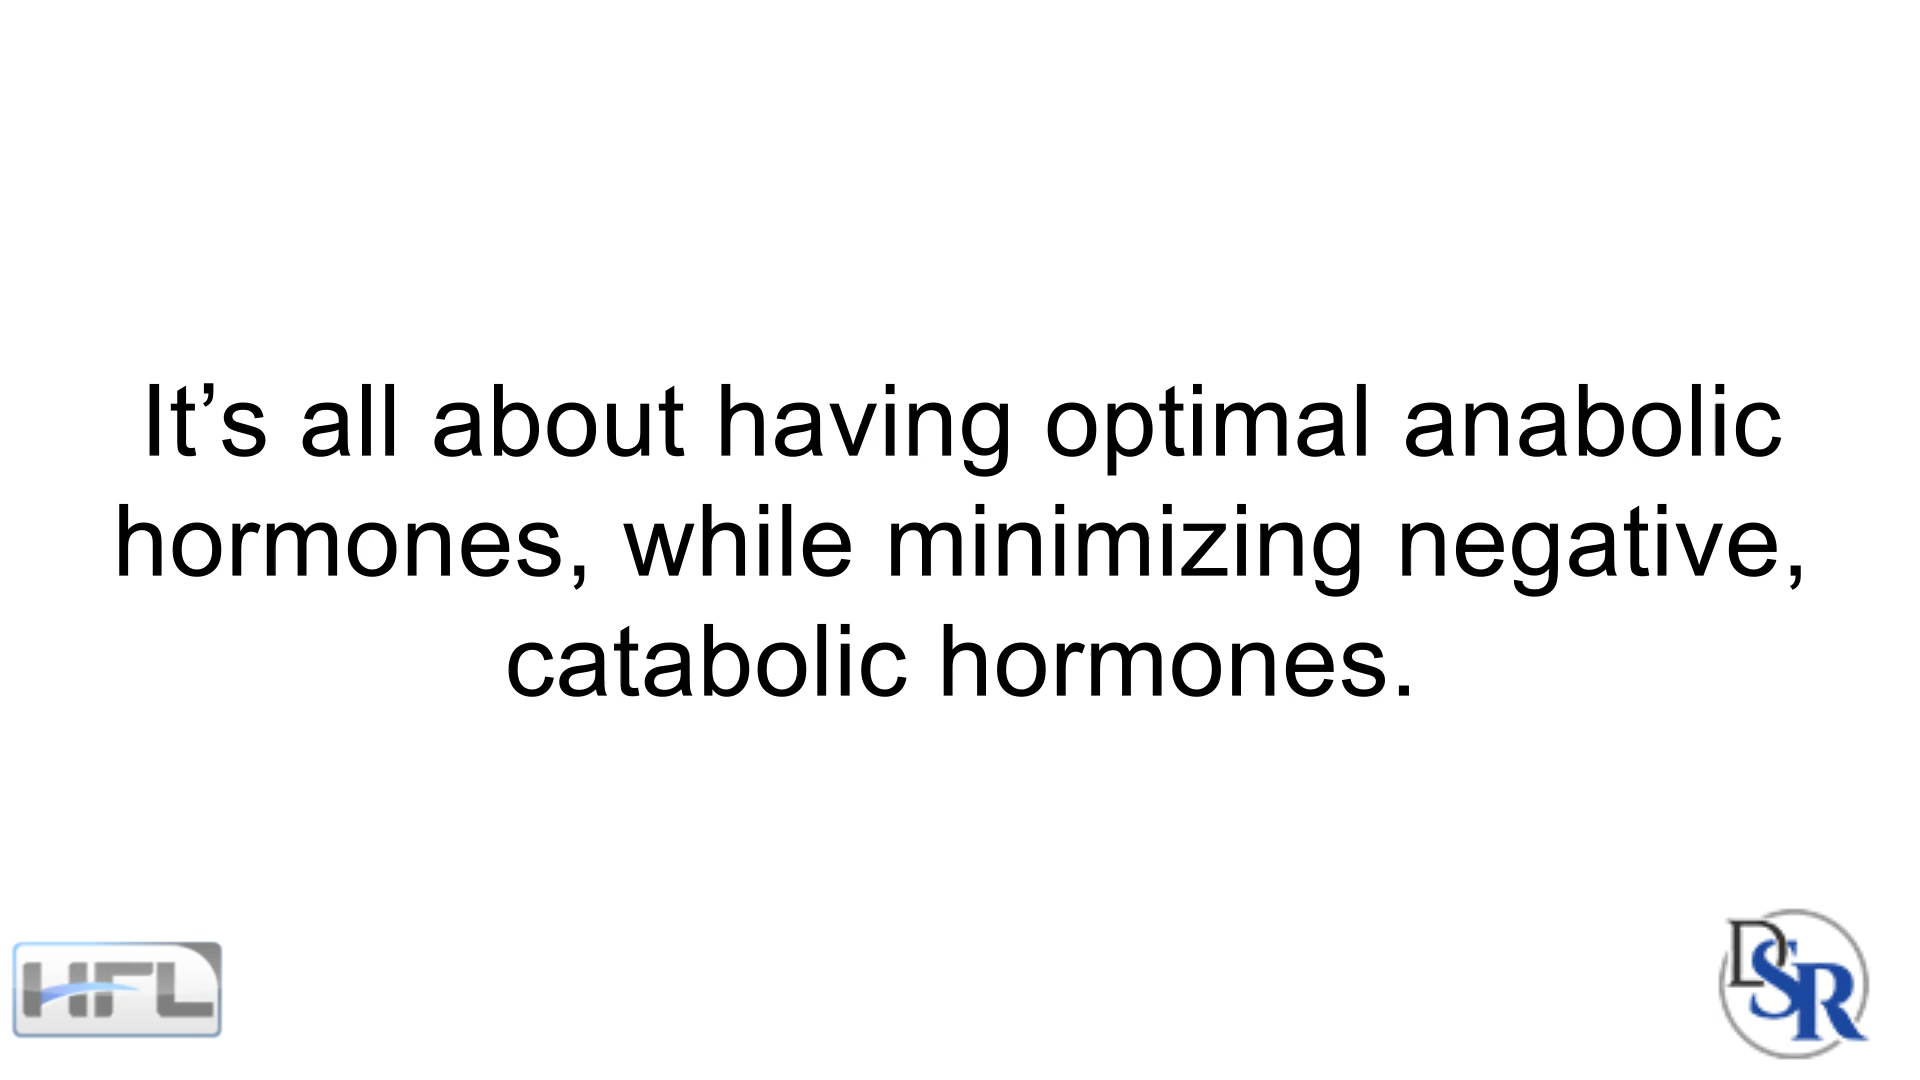 It’s all about having optimal anabolic
hormones, while minimizing negative,
catabolic hormones.
HFL
DSR